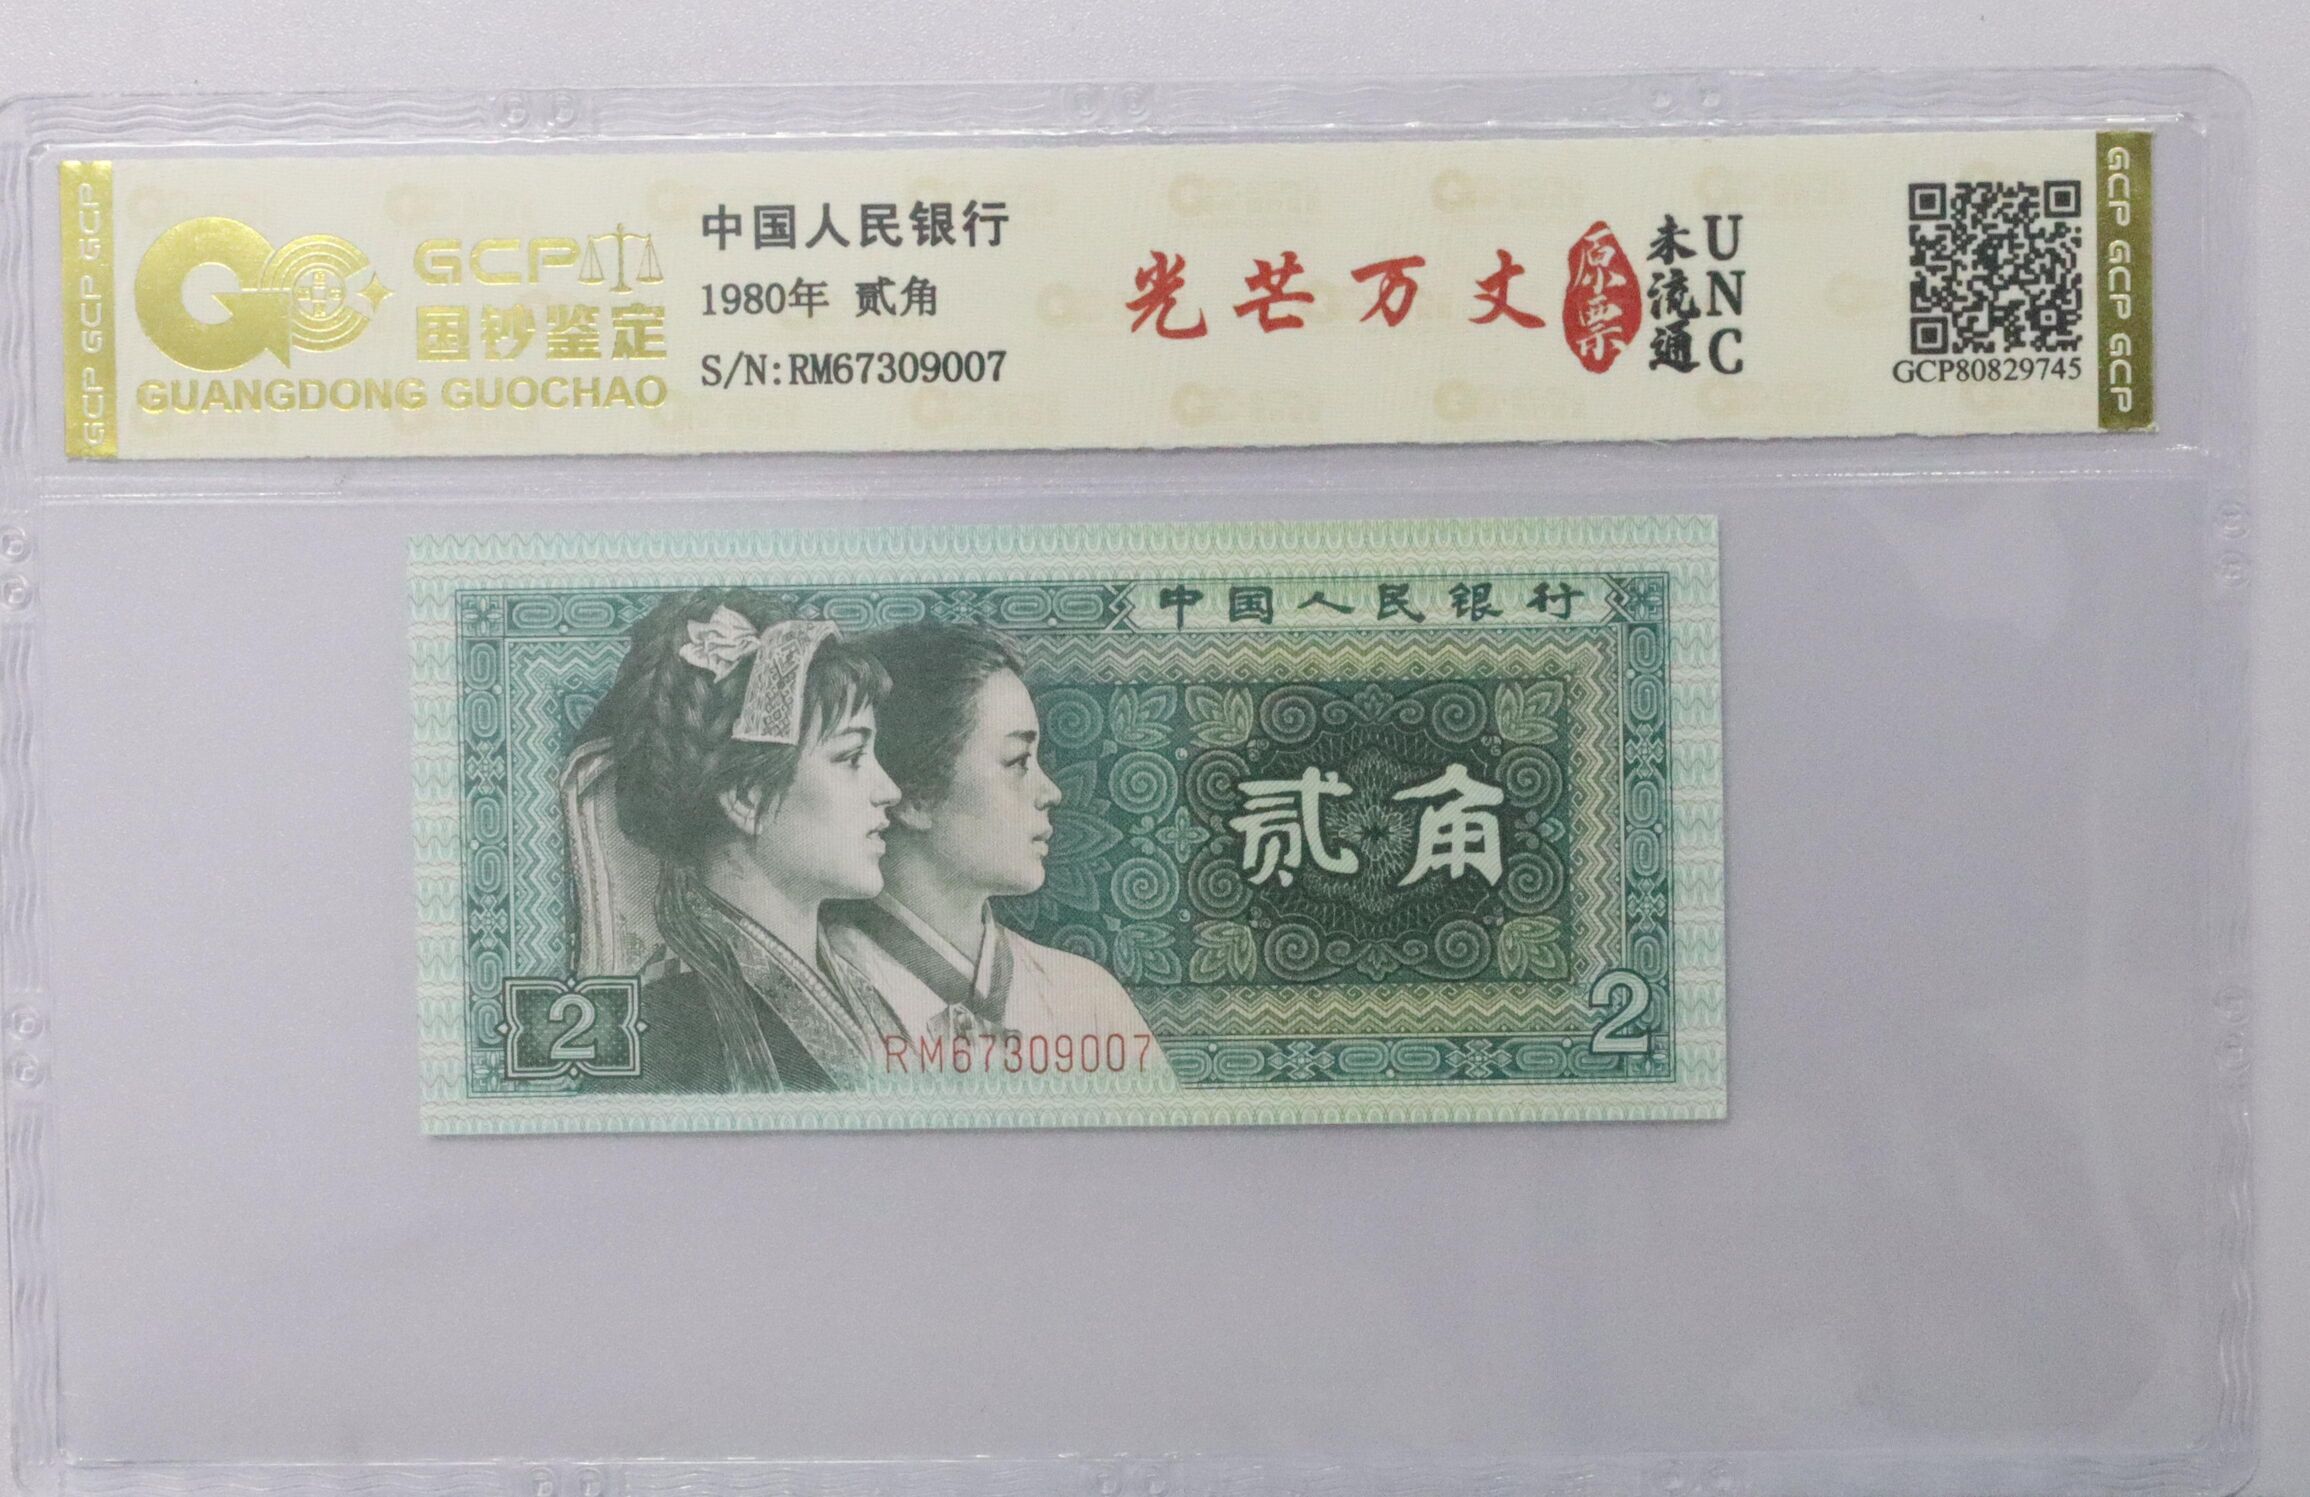 GCP GCP GCP
GCP
国钞鉴定
GUANGDONG GUOCHAO
中国人民银行
1980年 贰角
S/N:RM67309007
光芒万丈
原票
未流通
UNC
GCP80829745
GCP GCP GCP
中国人民银行
贰角
2
2
RM67309007